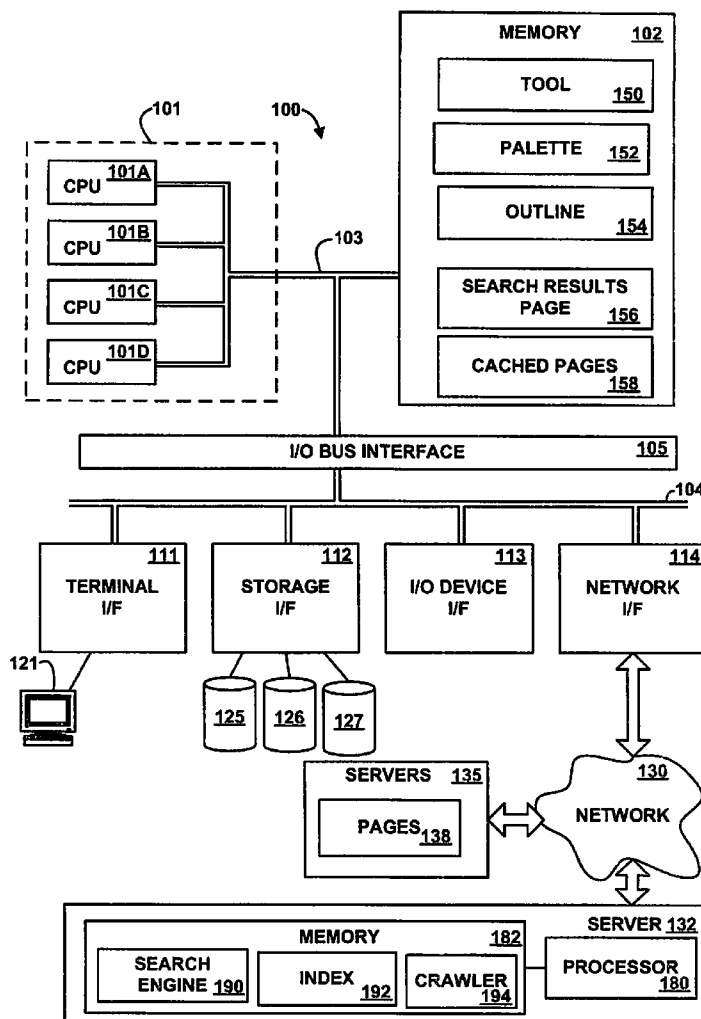 MEMORY 102
TOOL
150
PALETTE
152
OUTLINE
154
SEARCH RESULTS
PAGE
156
CACHED PAGES
158
101
100
CPU 101A
CPU 101B
CPU 101C
CPU 101D
103
I/O BUS INTERFACE 105
104
111
TERMINAL
I/F
112
STORAGE
I/F
113
I/O DEVICE
I/F
114
NETWORK
I/F
121
125
126
127
SERVERS 135
PAGES
138
130
NETWORK
SERVER 132
MEMORY 182
SEARCH
ENGINE 190
INDEX
192
CRAWLER
194
PROCESSOR
180